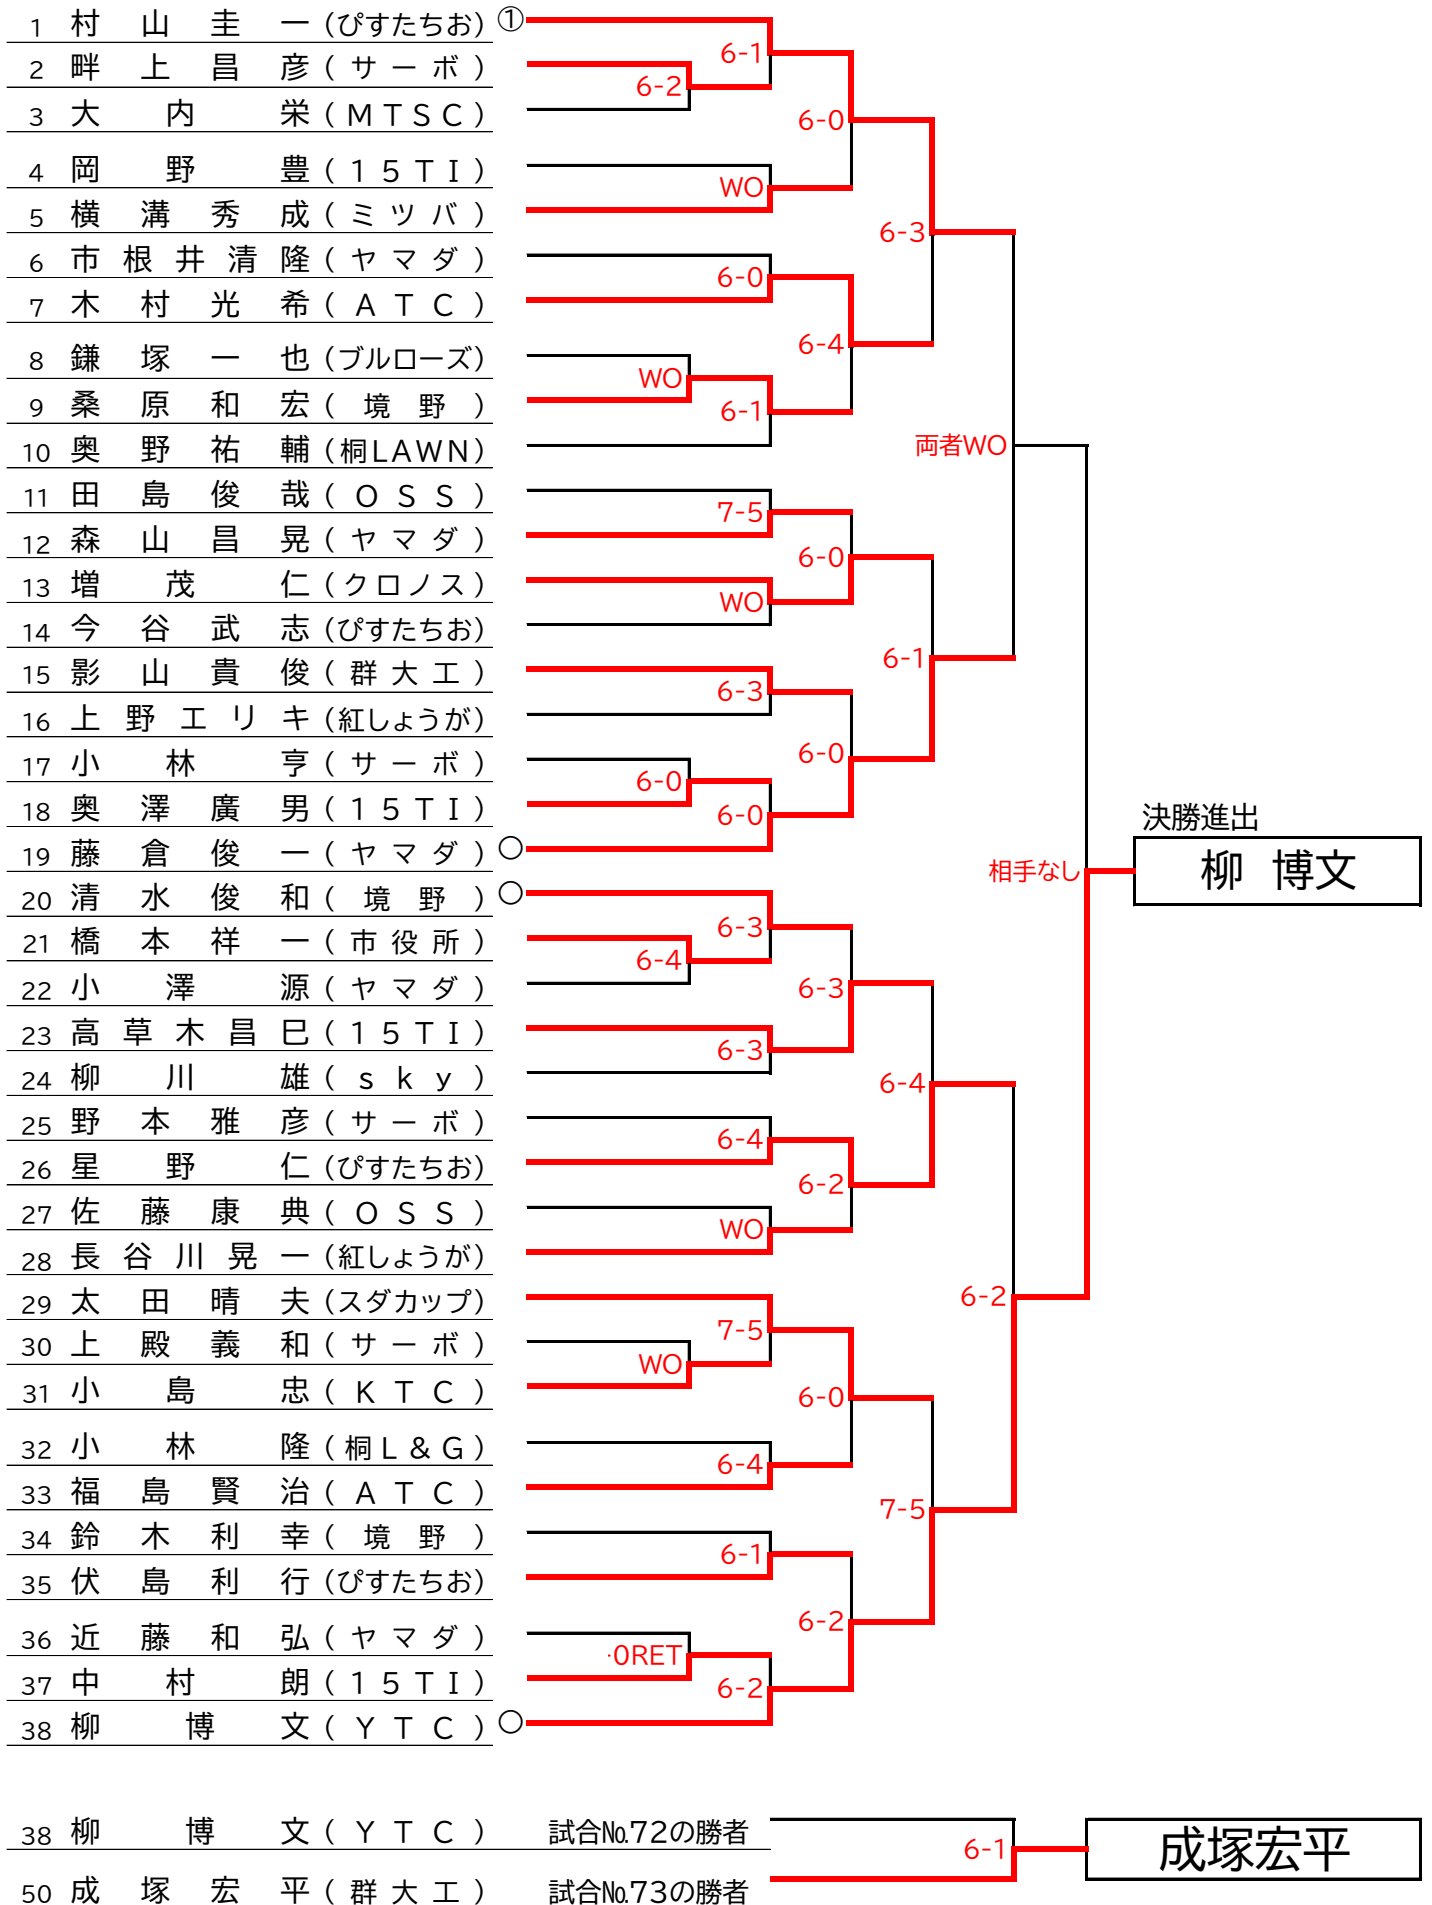 1 村山圭一(ぴすたちお) ①
6-1
2 畔上昌彦(サーボ)
6-2
3 大内栄(MTSC)
6-0
4 岡野豊(15TI)
WO
5 横溝秀成(ミツバ)
6-3
6 市根井清隆(ヤマダ)
6-0
7 木村光希(ATC)
6-4
8 鎌塚一也(ブルローズ)
WO
9 桑原和宏(境野)
6-1
10 奥野祐輔(桐LAWN)
両者WO
11 田島俊哉(OSS)
7-5
12 森山昌晃(ヤマダ)
6-0
13 増茂仁(クロノス)
WO
14 今谷武志(ぴすたちお)
6-1
15 影山貴俊(群大工)
6-3
16 上野エリキ(紅しょうが)
6-0
17 小林亨(サーボ)
6-0
18 奥澤廣男(15TI)
6-0
決勝進出
19 藤倉俊一(ヤマダ) ○
相手なし
柳 博文
20 清水俊和(境野) ○
6-3
21 橋本祥一(市役所)
6-4
22 小澤源(ヤマダ)
6-3
23 高草木昌巳(15TI)
6-3
24 柳川雄(sky)
6-4
25 野本雅彦(サーボ)
6-4
26 星野仁(ぴすたちお)
6-2
27 佐藤康典(OSS)
WO
28 長谷川晃一(紅しょうが)
6-2
29 太田晴夫(スダカップ)
7-5
30 上殿義和(サーボ)
WO
31 小島忠(KTC)
6-0
32 小林隆(桐L&G)
6-4
33 福島賢治(ATC)
7-5
34 鈴木利幸(境野)
6-1
35 伏島利行(ぴすたちお)
6-2
36 近藤和弘(ヤマダ)
·0RET
37 中村朗(15TI)
6-2
38 柳博文(YTC) ○
38 柳博文(YTC) 試合№72の勝者
6-1
成塚宏平
50 成塚宏平(群大工) 試合№73の勝者